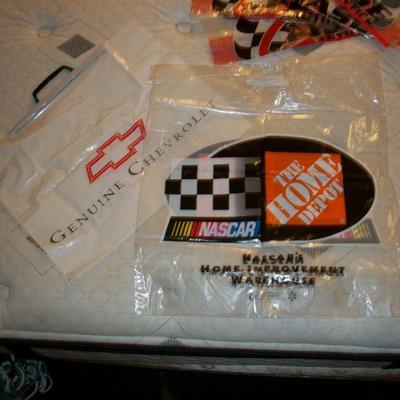 GENUINE CHEVROLET
NASCAR
THE
HOME
DEPOT
NASCAR'S
HOME IMPROVEMENT
WAREHOUSE